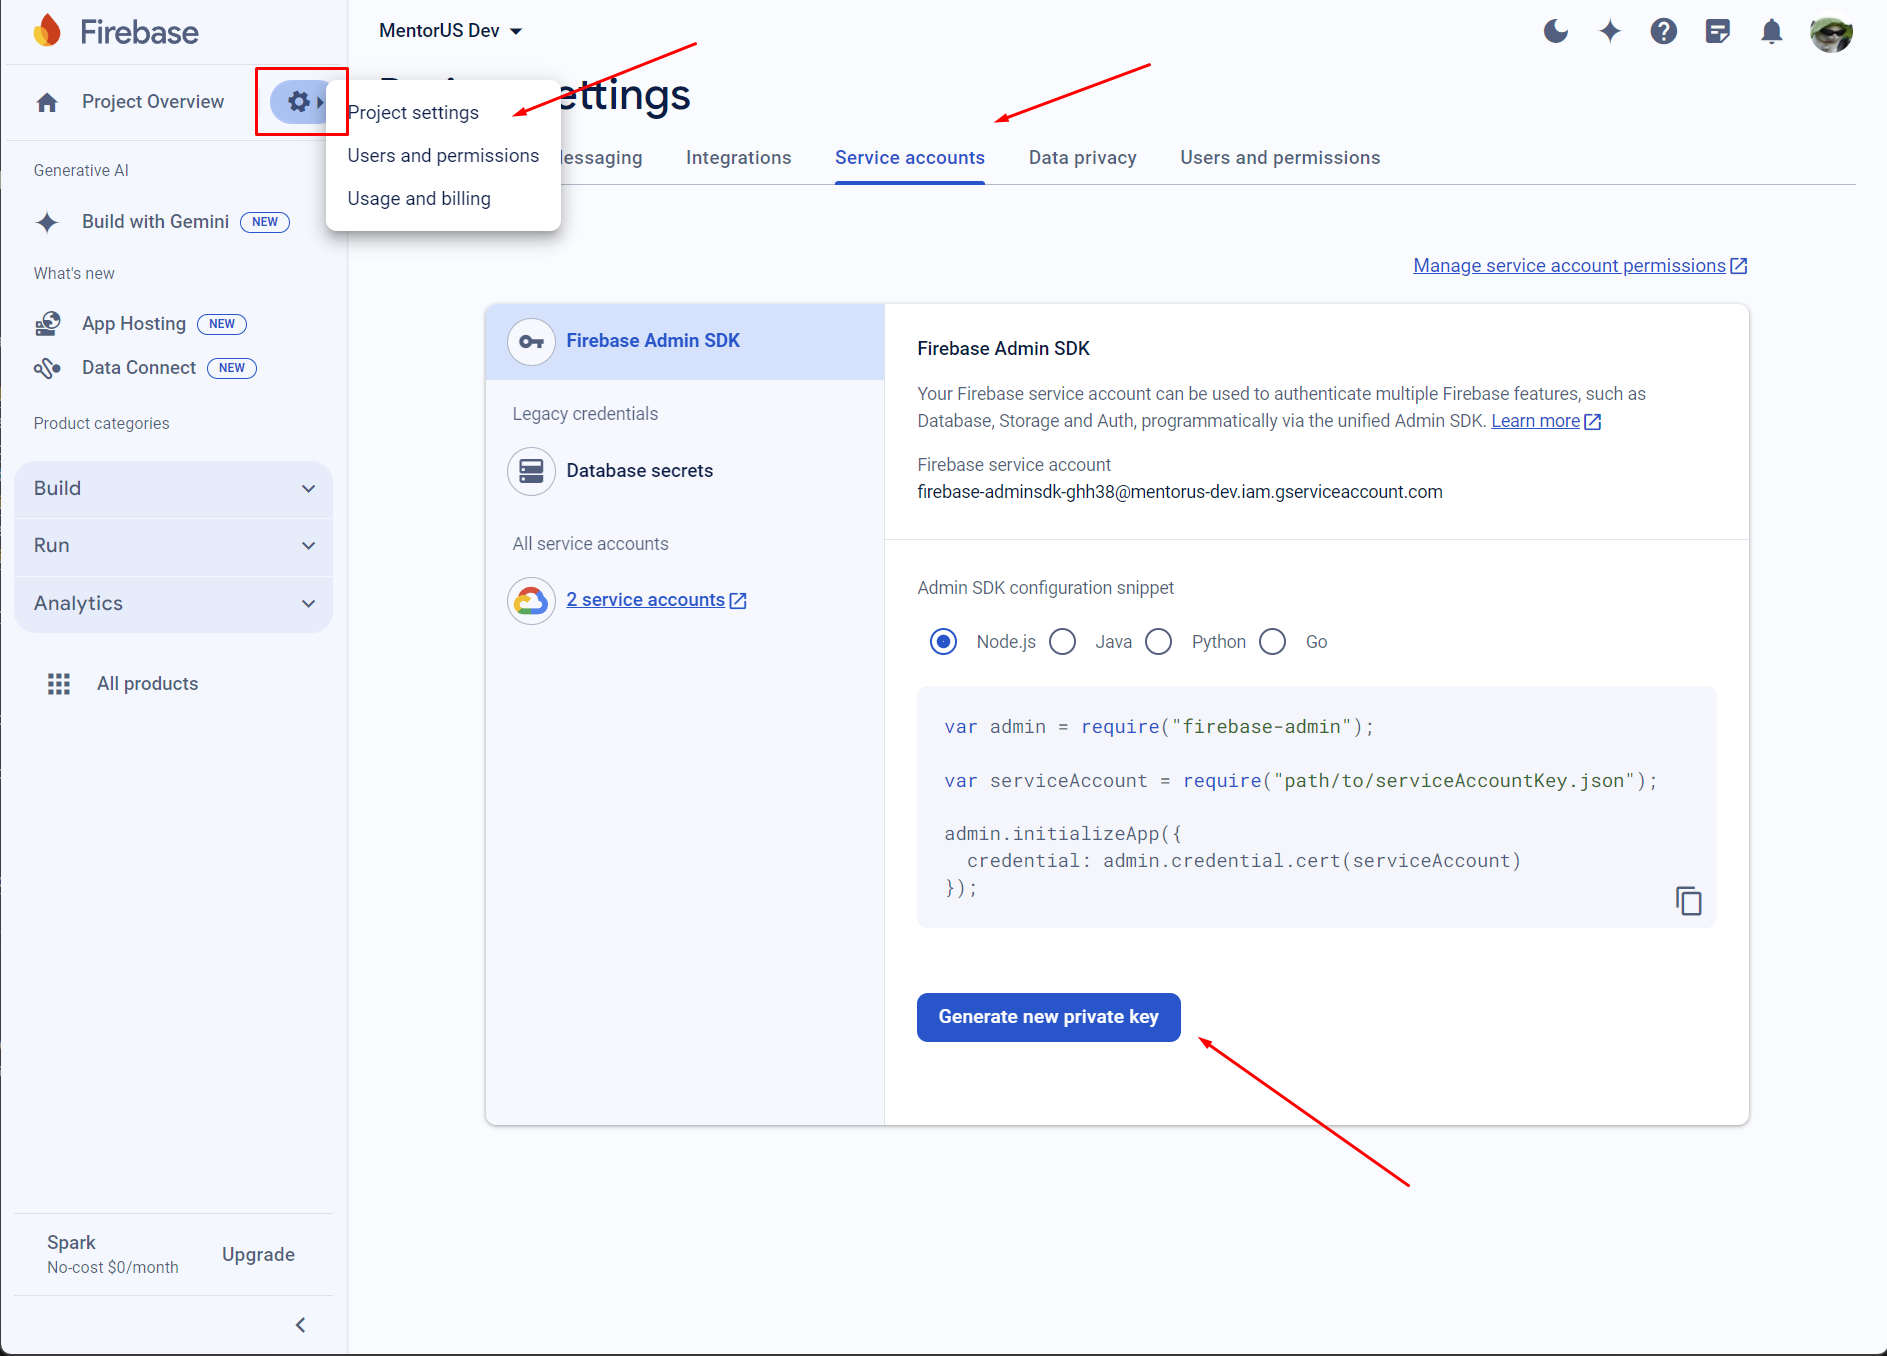 Firebase
MentorUS Dev
Project Overview
Project settings
Users and permissions
Usage and billing
ettings
essaging
Integrations
Service accounts
Data privacy
Users and permissions
Generative AI
Build with Gemini NEW
What's new
App Hosting NEW
Data Connect NEW
Product categories
Build
Run
Analytics
All products
Spark
No-cost $0/month
Upgrade
Manage service account permissions
Firebase Admin SDK
Legacy credentials
Database secrets
All service accounts
2 service accounts
Firebase Admin SDK
Your Firebase service account can be used to authenticate multiple Firebase features, such as
Database, Storage and Auth, programmatically via the unified Admin SDK. Learn more
Firebase service account
firebase-adminsdk-ghh38@mentorus-dev.iam.gserviceaccount.com
Admin SDK configuration snippet
Node.js Java Python Go
var admin = require("firebase-admin");
var serviceAccount = require("path/to/serviceAccountKey.json");
admin.initializeApp({
  credential: admin.credential.cert(serviceAccount)
});
Generate new private key